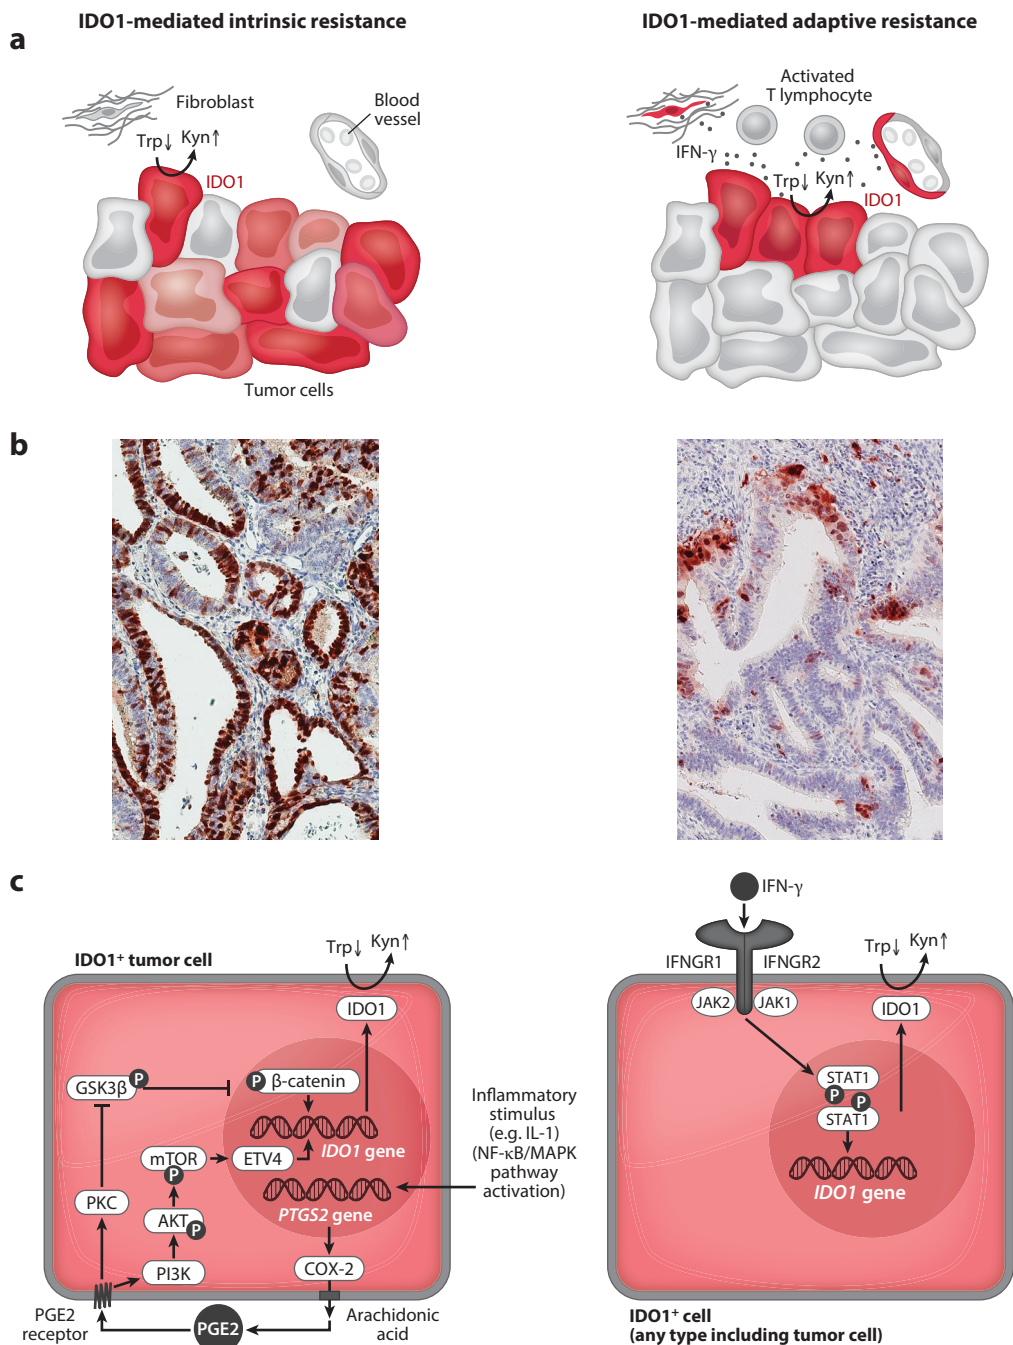 IDO1-mediated intrinsic resistance
IDO1-mediated adaptive resistance
a
Fibroblast
Blood
vessel
Trp↓
Kyn↑
IDO1
Tumor cells
Activated
T lymphocyte
IFN-γ
Trp↓
Kyn↑
IDO1
b
c
IDO1⁺ tumor cell
Trp↓
Kyn↑
IDO1
GSK3β
P
P
β-catenin
IDO1 gene
mTOR
P
ETV4
PKC
AKT
P
PTGS2 gene
PI3K
COX-2
PGE2
receptor
PGE2
Arachidonic
acid
Inflammatory
stimulus
(e.g. IL-1)
(NF-κB/MAPK
pathway
activation)
IFN-γ
IFNGR1
IFNGR2
JAK2
JAK1
Trp↓
Kyn↑
IDO1
STAT1
P
P
STAT1
IDO1 gene
IDO1⁺ cell
(any type including tumor cell)